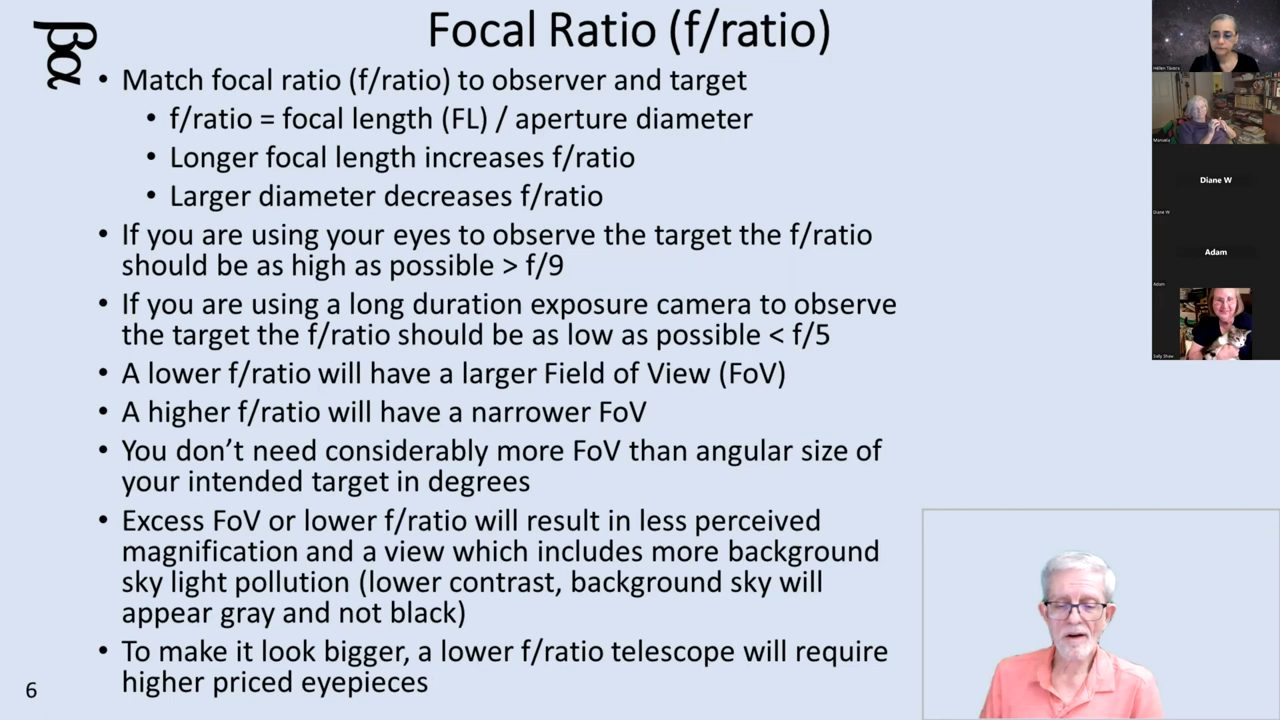 Focal Ratio (f/ratio)
βα
• Match focal ratio (f/ratio) to observer and target
• f/ratio = focal length (FL) / aperture diameter
• Longer focal length increases f/ratio
• Larger diameter decreases f/ratio
• If you are using your eyes to observe the target the f/ratio
should be as high as possible > f/9
• If you are using a long duration exposure camera to observe
the target the f/ratio should be as low as possible < f/5
• A lower f/ratio will have a larger Field of View (FoV)
• A higher f/ratio will have a narrower FoV
• You don’t need considerably more FoV than angular size of
your intended target in degrees
• Excess FoV or lower f/ratio will result in less perceived
magnification and a view which includes more background
sky light pollution (lower contrast, background sky will
appear gray and not black)
• To make it look bigger, a lower f/ratio telescope will require
higher priced eyepieces
6
Manuela
Diane W
Diane W
Adam
Adam
Sally Shaw